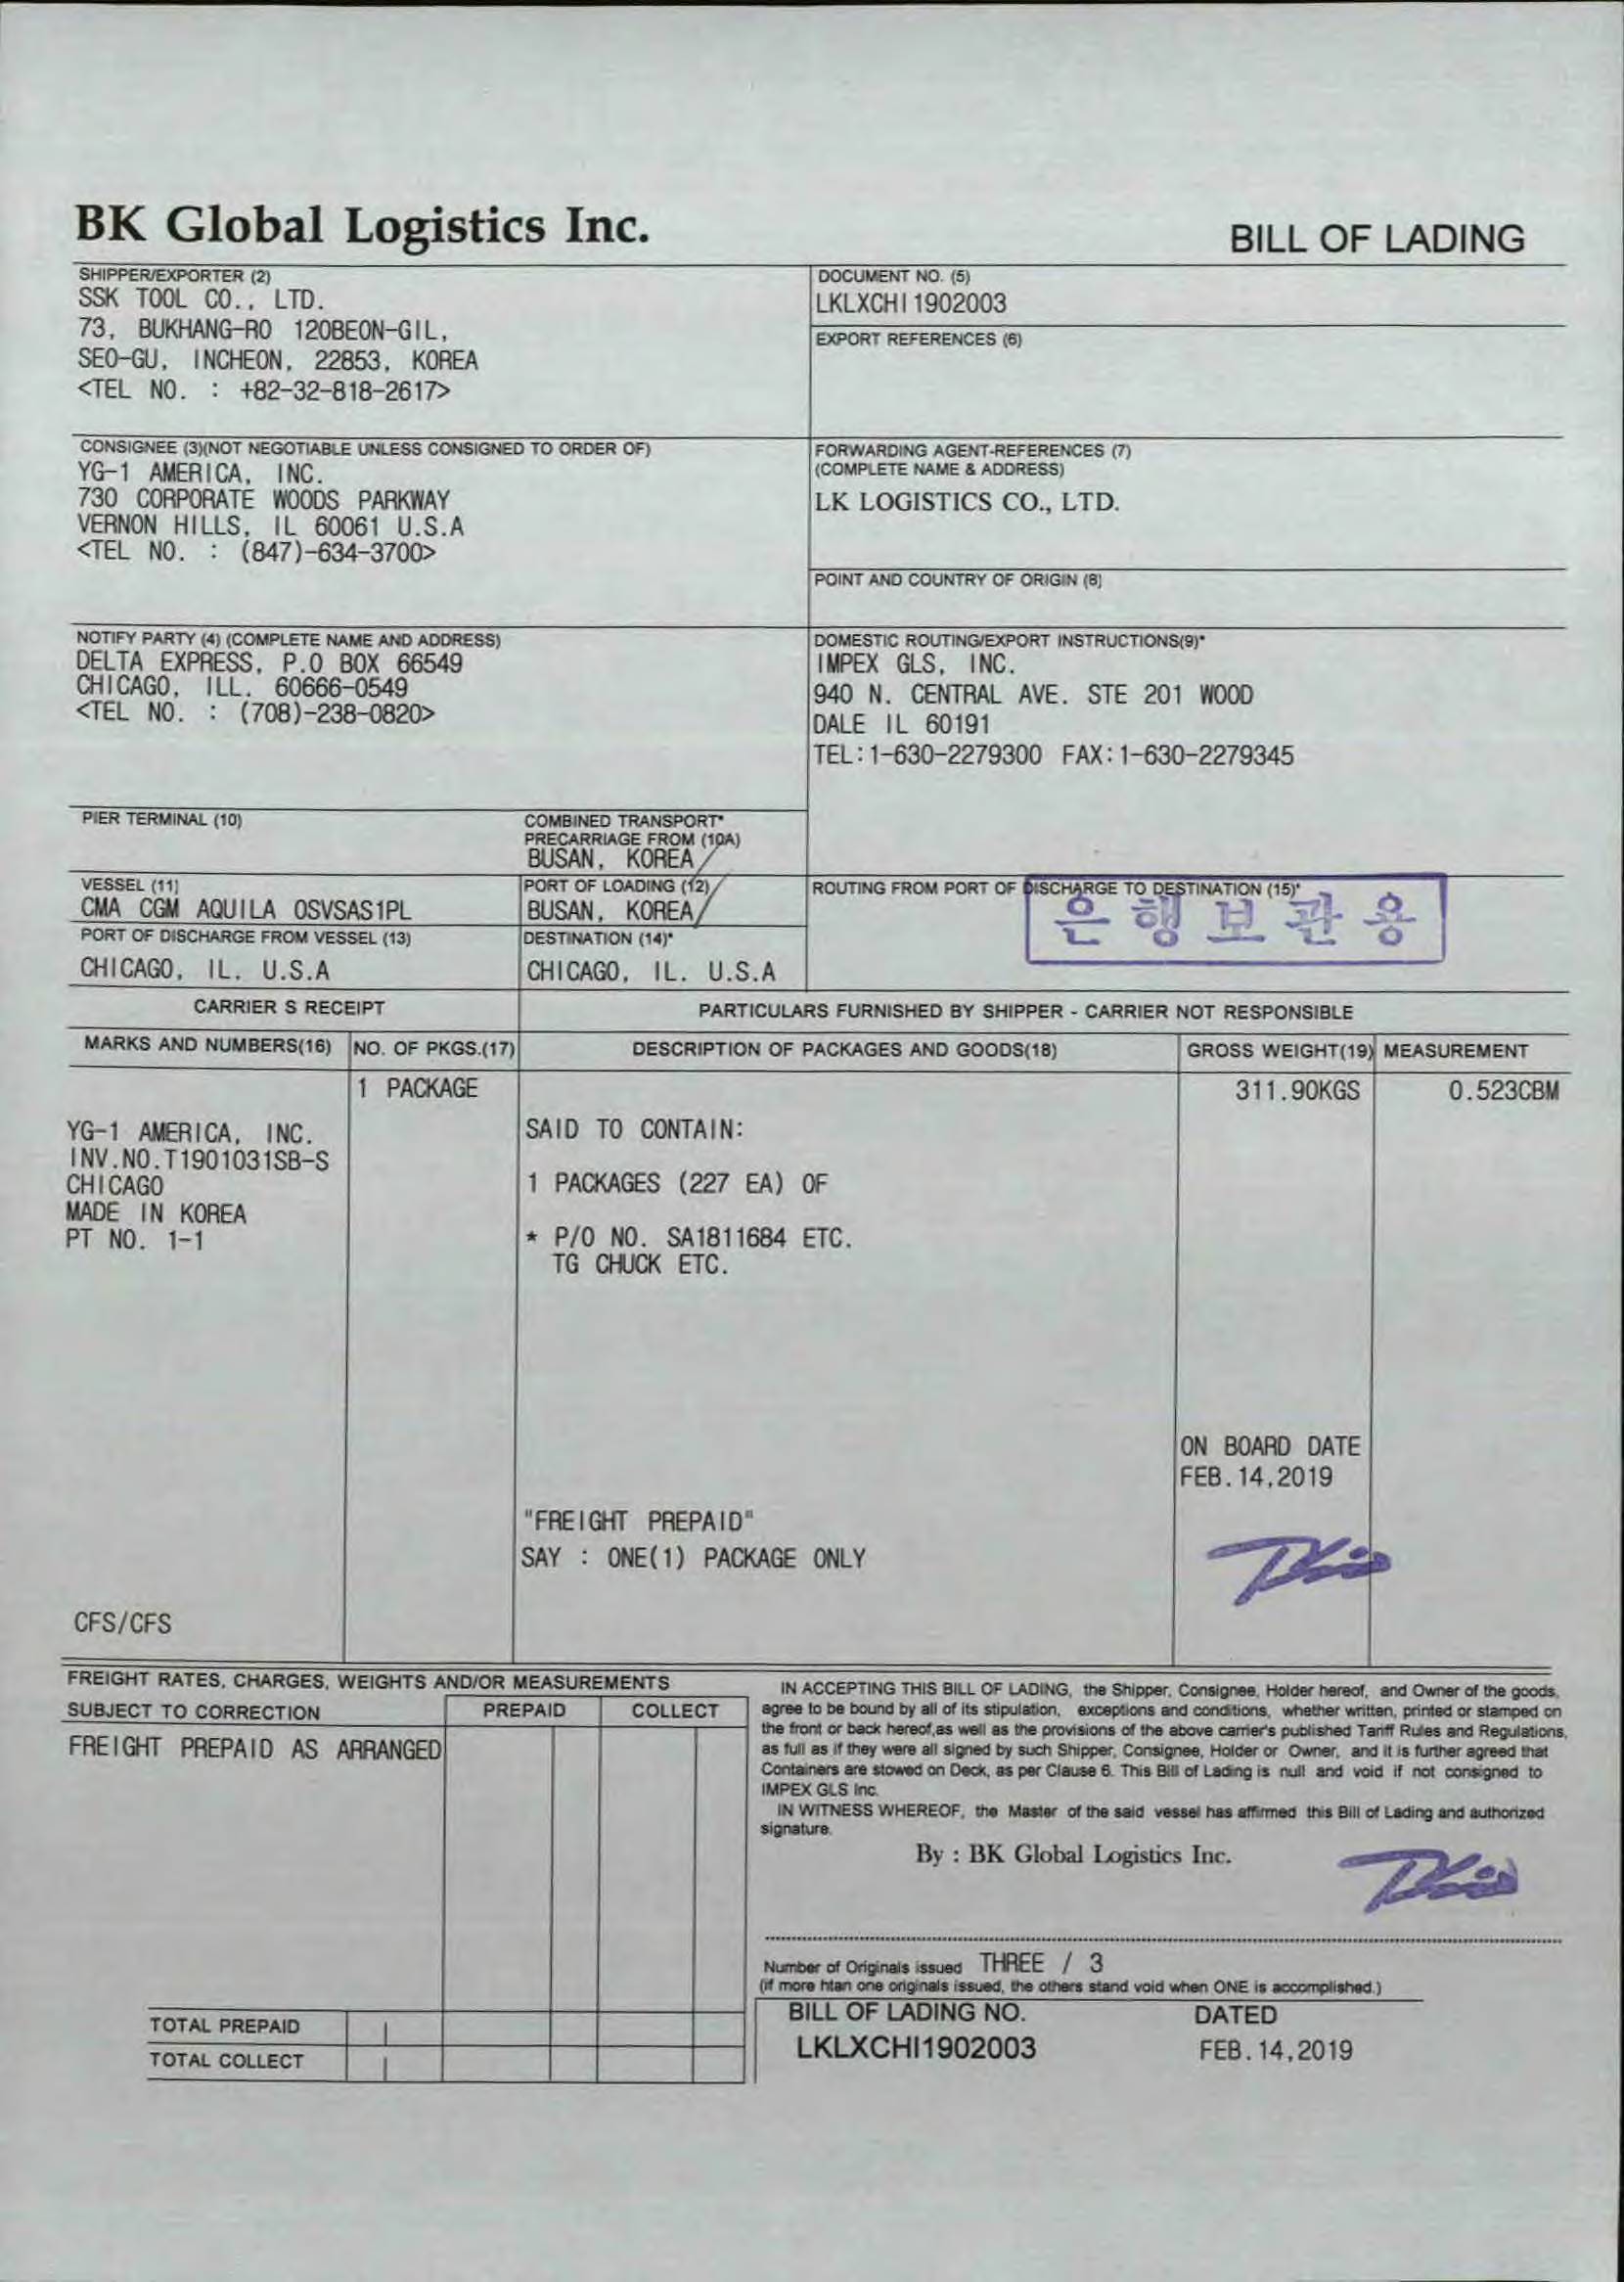 BK Global Logistics Inc.
BILL OF LADING
SHIPPER/EXPORTER (2)
SSK TOOL CO., LTD.
73, BUKHANG-RO 120BEON-GIL,
SEO-GU, INCHEON, 22853, KOREA
<TEL NO. : +82-32-818-2617>
DOCUMENT NO. (5)
LKLXCHI1902003
EXPORT REFERENCES (6)
CONSIGNEE (3)(NOT NEGOTIABLE UNLESS CONSIGNED TO ORDER OF)
YG-1 AMERICA, INC.
730 CORPORATE WOODS PARKWAY
VERNON HILLS, IL 60061 U.S.A
<TEL NO. : (847)-634-3700>
FORWARDING AGENT-REFERENCES (7)
(COMPLETE NAME & ADDRESS)
LK LOGISTICS CO., LTD.
POINT AND COUNTRY OF ORIGIN (8)
NOTIFY PARTY (4) (COMPLETE NAME AND ADDRESS)
DELTA EXPRESS, P.O BOX 66549
CHICAGO, ILL. 60666-0549
<TEL NO. : (708)-238-0820>
DOMESTIC ROUTING/EXPORT INSTRUCTIONS(9)*
IMPEX GLS, INC.
940 N. CENTRAL AVE. STE 201 WOOD
DALE IL 60191
TEL:1-630-2279300 FAX:1-630-2279345
PIER TERMINAL (10)
COMBINED TRANSPORT*
PRECARRIAGE FROM (10A)
BUSAN, KOREA
VESSEL (11)
CMA CGM AQUILA 0SVSAS1PL
PORT OF LOADING (12)
BUSAN, KOREA
ROUTING FROM PORT OF DISCHARGE TO DESTINATION (15)*
은행보관용
PORT OF DISCHARGE FROM VESSEL (13)
CHICAGO, IL. U.S.A
DESTINATION (14)*
CHICAGO, IL. U.S.A
CARRIER S RECEIPT
PARTICULARS FURNISHED BY SHIPPER - CARRIER NOT RESPONSIBLE
MARKS AND NUMBERS(16)
NO. OF PKGS.(17)
DESCRIPTION OF PACKAGES AND GOODS(18)
GROSS WEIGHT(19)
MEASUREMENT
1 PACKAGE
311.90KGS
0.523CBM
YG-1 AMERICA, INC.
INV.NO.T1901031SB-S
CHICAGO
MADE IN KOREA
PT NO. 1-1
SAID TO CONTAIN:
1 PACKAGES (227 EA) OF
* P/O NO. SA1811684 ETC.
TG CHUCK ETC.
ON BOARD DATE
FEB.14,2019
"FREIGHT PREPAID"
SAY : ONE(1) PACKAGE ONLY
CFS/CFS
FREIGHT RATES, CHARGES, WEIGHTS AND/OR MEASUREMENTS
SUBJECT TO CORRECTION
PREPAID
COLLECT
FREIGHT PREPAID AS ARRANGED
IN ACCEPTING THIS BILL OF LADING, the Shipper, Consignee, Holder hereof, and Owner of the goods,
agree to be bound by all of its stipulation, exceptions and conditions, whether written, printed or stamped on
the front or back hereof,as well as the provisions of the above carrier's published Tariff Rules and Regulations,
as full as if they were all signed by such Shipper, Consignee, Holder or Owner, and it is further agreed that
Containers are stowed on Deck, as per Clause 6. This Bill of Lading is null and void if not consigned to
IMPEX GLS Inc.
IN WITNESS WHEREOF, the Master of the said vessel has affirmed this Bill of Lading and authorized
signature.
By : BK Global Logistics Inc.
Number of Originals issued THREE / 3
(if more htan one originals issued, the others stand void when ONE is accomplished.)
TOTAL PREPAID
TOTAL COLLECT
BILL OF LADING NO.
LKLXCHI1902003
DATED
FEB.14,2019